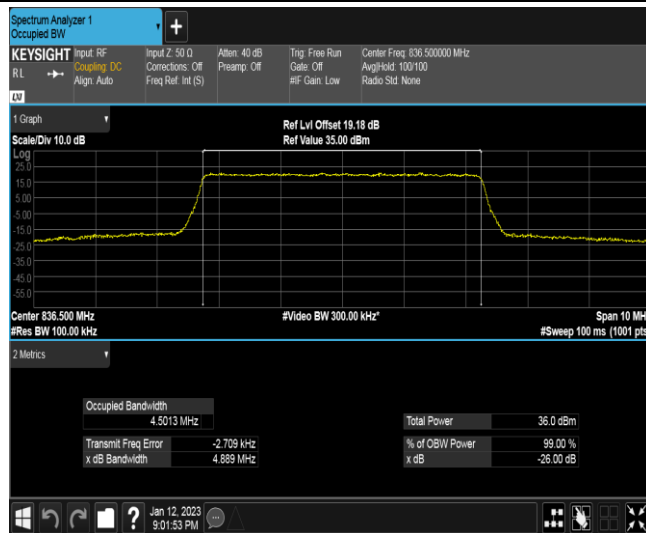 Spectrum Analyzer 1
Occupied BW
+
KEYSIGHT
RL
Input: RF
Coupling: DC
Align: Auto
Input Z: 50 Ω
Corrections: Off
Freq Ref: Int (S)
Atten: 40 dB
Preamp: Off
Trig: Free Run
Gate: Off
#IF Gain: Low
Center Freq: 836.500000 MHz
Avg|Hold: 100/100
Radio Std: None
1 Graph
Scale/Div 10.0 dB
Ref Lvl Offset 19.18 dB
Ref Value 35.00 dBm
Log
25.0
15.0
5.00
-5.00
-15.0
-25.0
-35.0
-45.0
-55.0
Center 836.500 MHz
#Video BW 300.00 kHz*
Span 10 MH
#Res BW 100.00 kHz
#Sweep 100 ms (1001 pts
2 Metrics
Occupied Bandwidth
4.5013 MHz
Total Power 36.0 dBm
Transmit Freq Error -2.709 kHz
% of OBW Power 99.00 %
x dB Bandwidth 4.889 MHz
x dB -26.00 dB
?
Jan 12, 2023
9:01:53 PM